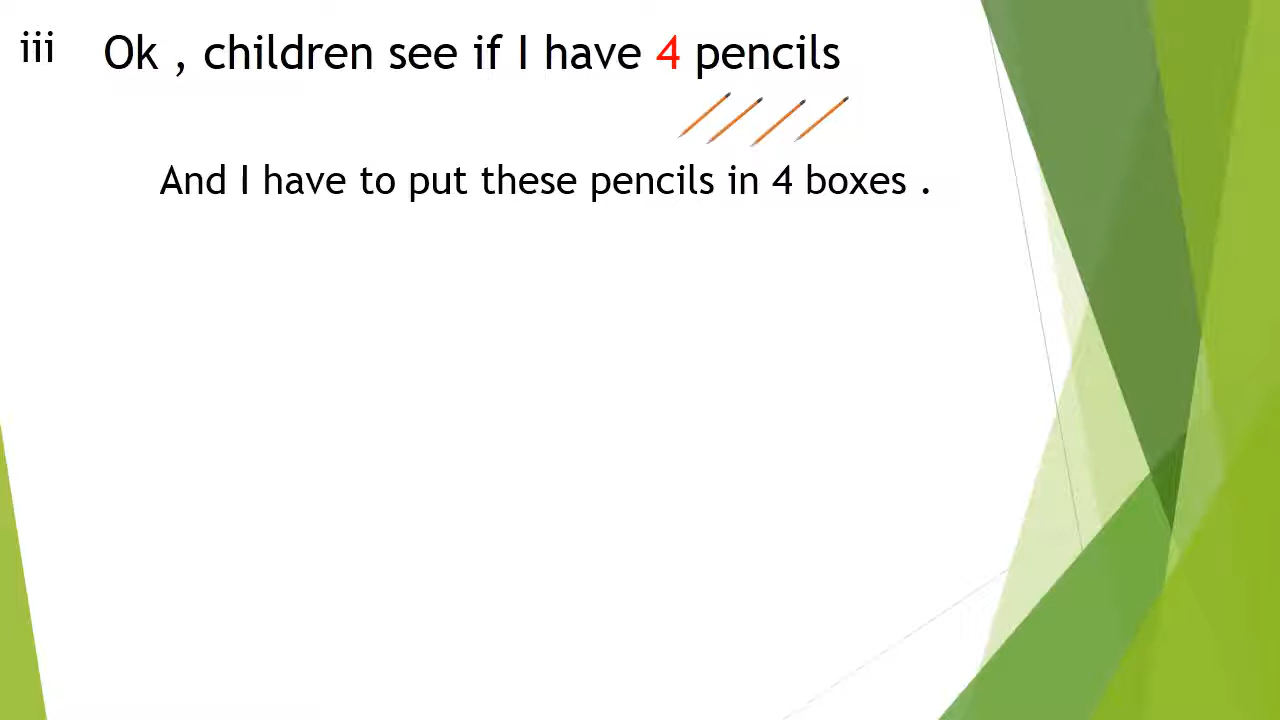 iii Ok , children see if I have 4 pencils
And I have to put these pencils in 4 boxes .